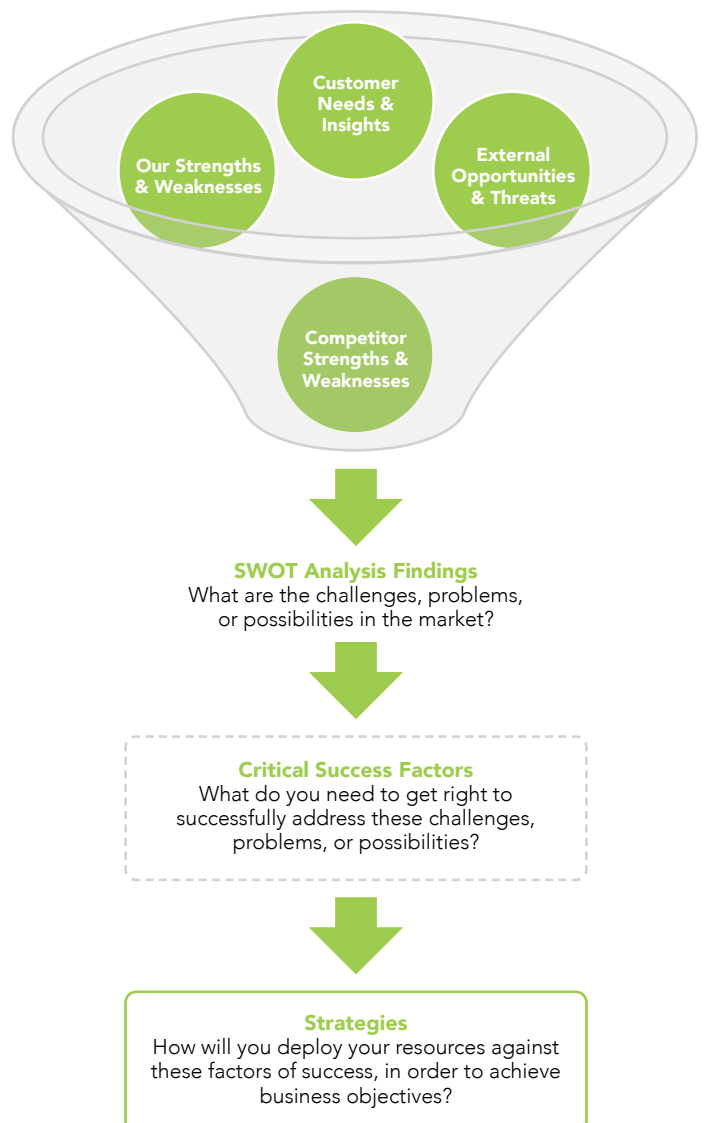 Customer
Needs &
Insights
Our Strengths
& Weaknesses
External
Opportunities
& Threats
Competitor
Strengths &
Weaknesses
SWOT Analysis Findings
What are the challenges, problems,
or possibilities in the market?
Critical Success Factors
What do you need to get right to
successfully address these challenges,
problems, or possibilities?
Strategies
How will you deploy your resources against
these factors of success, in order to achieve
business objectives?